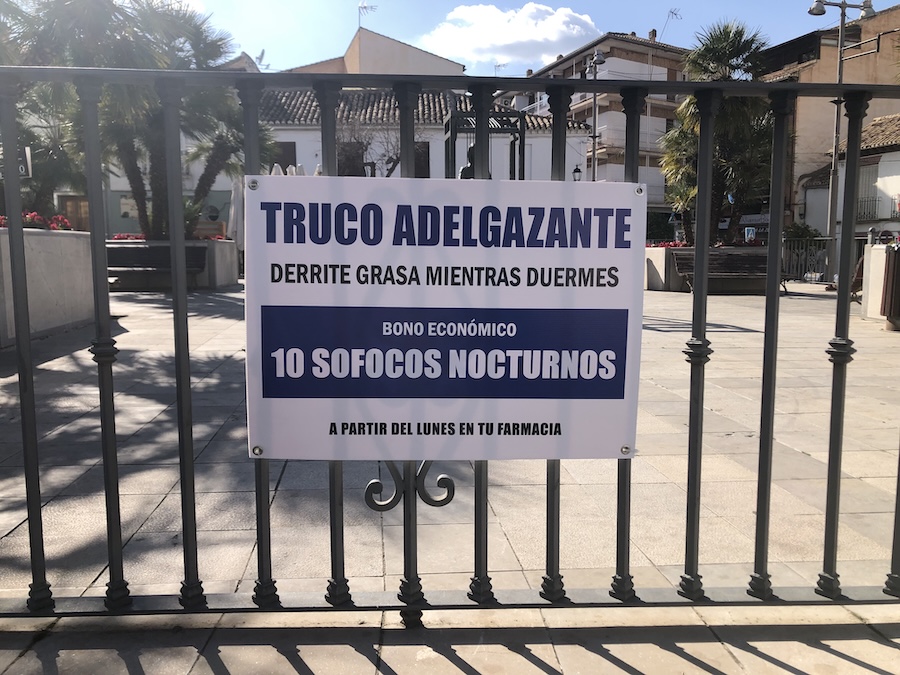 TRUCO ADELGAZANTE
DERRITE GRASA MIENTRAS DUERMES
BONO ECONÓMICO
10 SOFOCOS NOCTURNOS
A PARTIR DEL LUNES EN TU FARMACIA